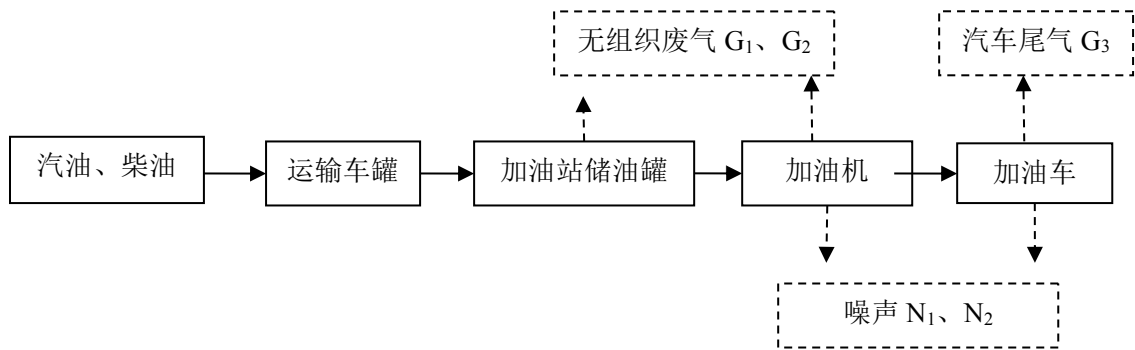 无组织废气 G₁、G₂
汽车尾气 G₃
汽油、柴油
运输车罐
加油站储油罐
加油机
加油车
噪声 N₁、N₂